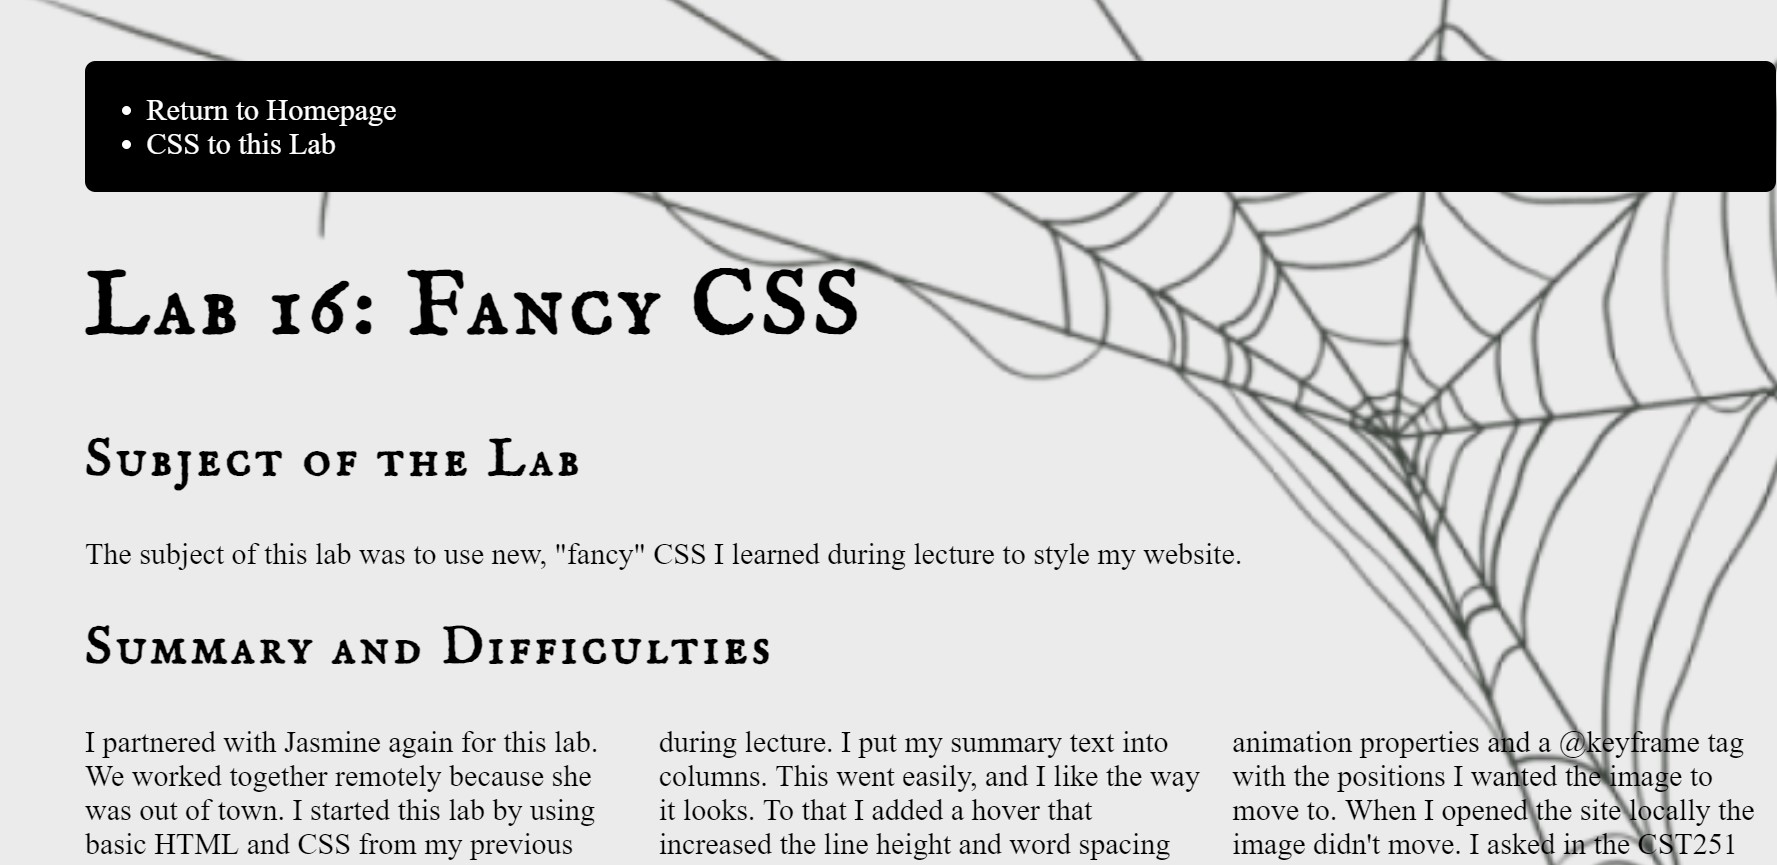 Return to Homepage
CSS to this Lab
Lab 16: Fancy CSS
Subject of the Lab
The subject of this lab was to use new, "fancy" CSS I learned during lecture to style my website.
Summary and Difficulties
I partnered with Jasmine again for this lab.
We worked together remotely because she
was out of town. I started this lab by using
basic HTML and CSS from my previous
during lecture. I put my summary text into
columns. This went easily, and I like the way
it looks. To that I added a hover that
increased the line height and word spacing
animation properties and a @keyframe tag
with the positions I wanted the image to
move to. When I opened the site locally the
image didn't move. I asked in the CST251